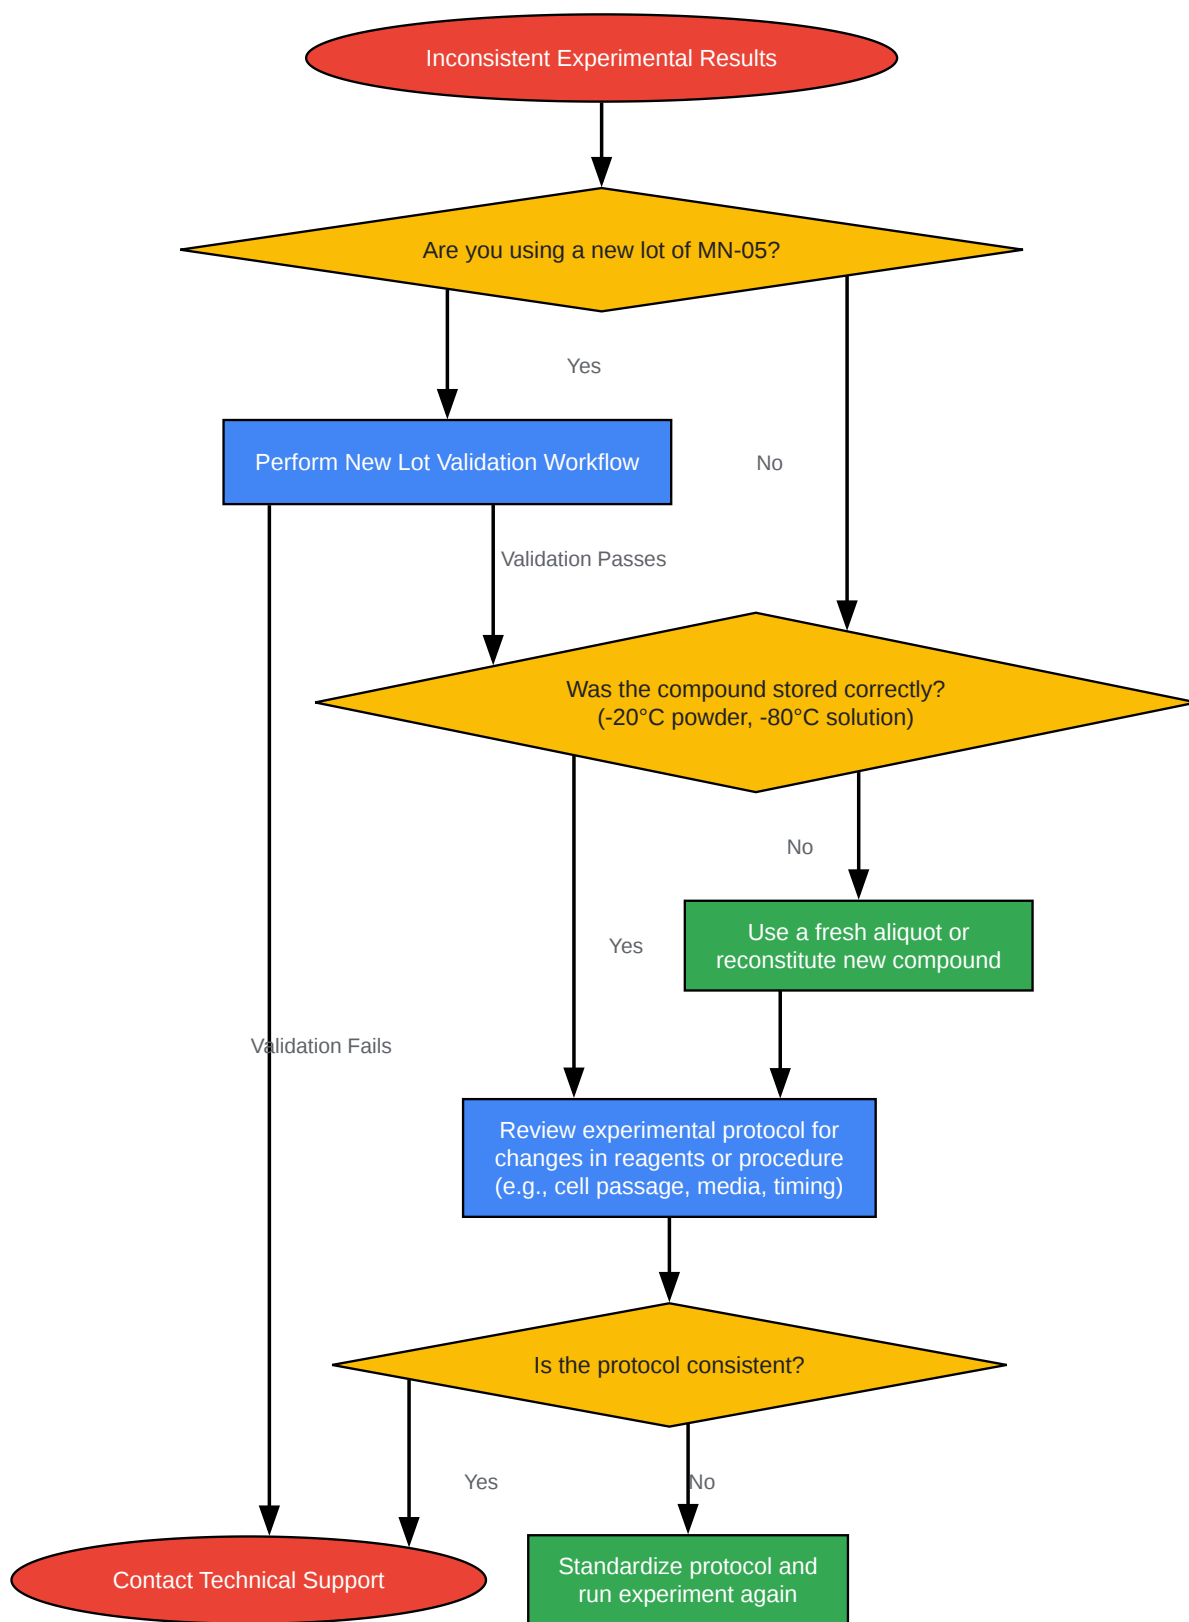 Inconsistent Experimental Results
Are you using a new lot of MN-05?
Yes
Perform New Lot Validation Workflow
No
Validation Passes
Was the compound stored correctly?
(-20°C powder, -80°C solution)
No
Use a fresh aliquot or
reconstitute new compound
Yes
Validation Fails
Review experimental protocol for
changes in reagents or procedure
(e.g., cell passage, media, timing)
Is the protocol consistent?
Yes
No
Contact Technical Support
Standardize protocol and
run experiment again